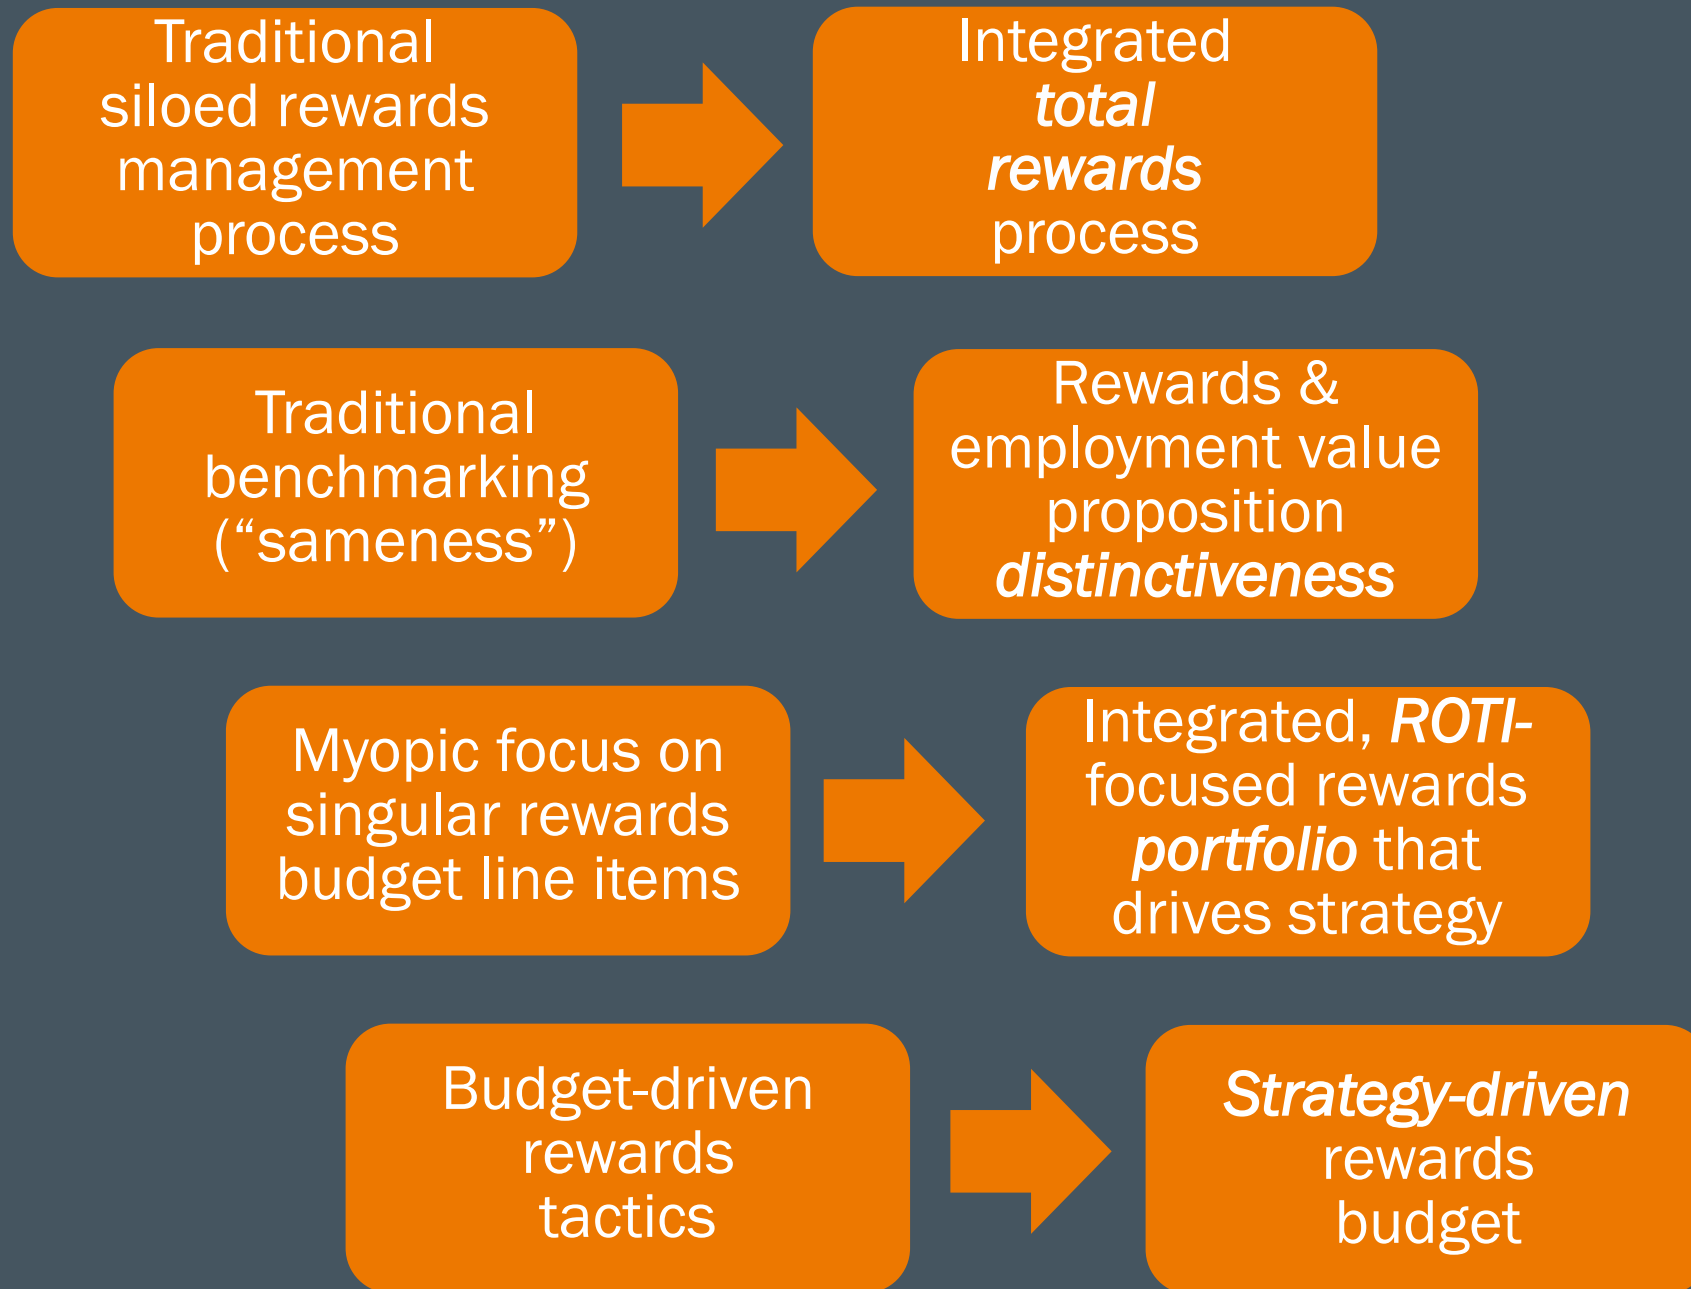 Traditional
siloed rewards
management
process
Integrated
total
rewards
process
Traditional
benchmarking
(“sameness”)
Rewards &
employment value
proposition
distinctiveness
Myopic focus on
singular rewards
budget line items
Integrated, ROTI-
focused rewards
portfolio that
drives strategy
Budget-driven
rewards
tactics
Strategy-driven
rewards
budget